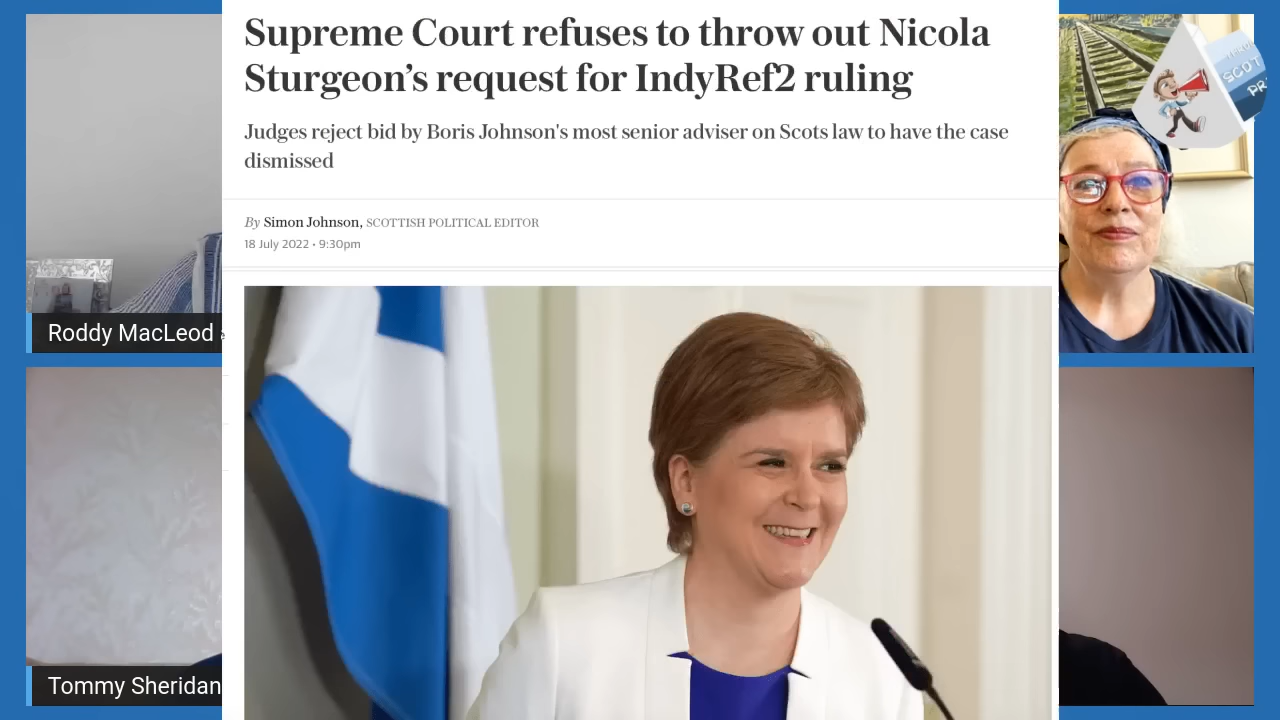 Supreme Court refuses to throw out Nicola
Sturgeon’s request for IndyRef2 ruling
Judges reject bid by Boris Johnson's most senior adviser on Scots law to have the case
dismissed
By Simon Johnson, SCOTTISH POLITICAL EDITOR
18 July 2022 • 9:30pm
Roddy MacLeod
Tommy Sheridan
SCOT
PR